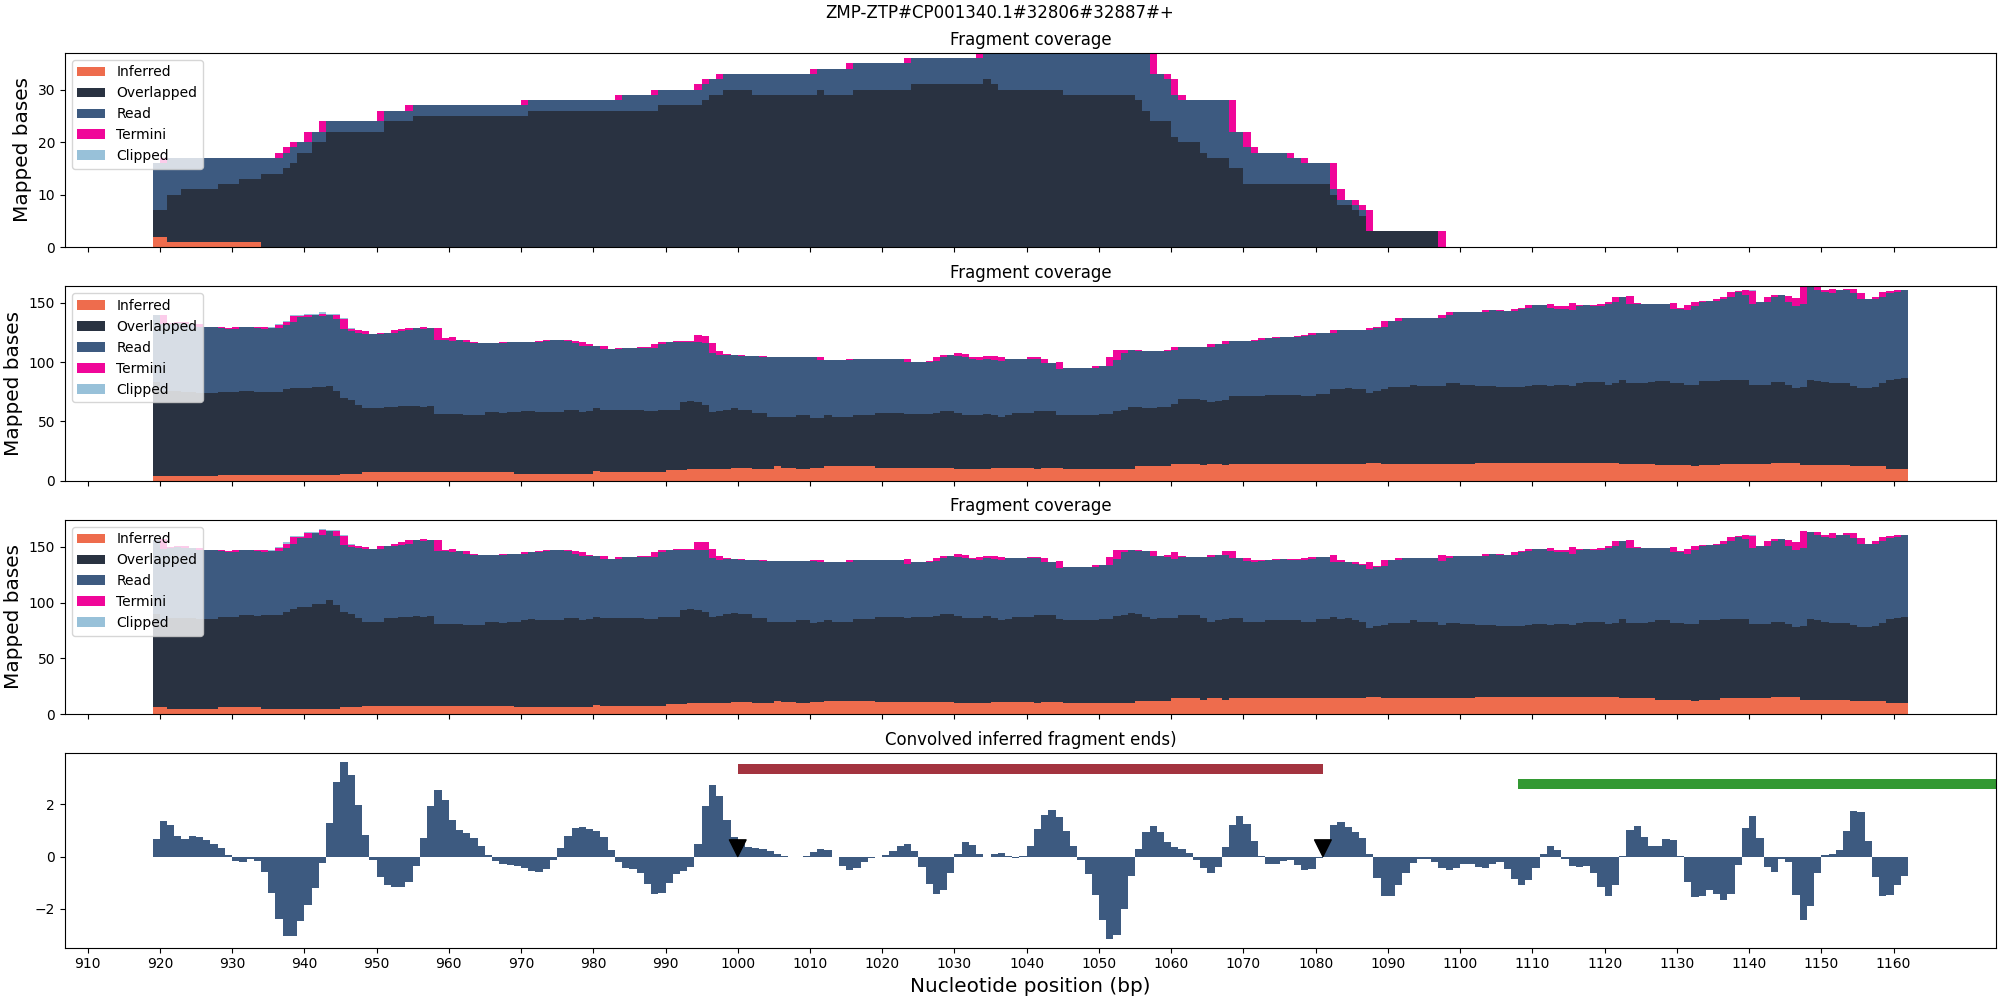 ZMP-ZTP#CP001340.1#32806#32887#+
Fragment coverage
Mapped bases
30
20
10
0
Inferred
Overlapped
Read
Termini
Clipped
Fragment coverage
Mapped bases
150
100
50
0
Inferred
Overlapped
Read
Termini
Clipped
Fragment coverage
Mapped bases
150
100
50
0
Inferred
Overlapped
Read
Termini
Clipped
Convolved inferred fragment ends)
2
0
−2
910 920 930 940 950 960 970 980 990 1000 1010 1020 1030 1040 1050 1060 1070 1080 1090 1100 1110 1120 1130 1140 1150 1160
Nucleotide position (bp)